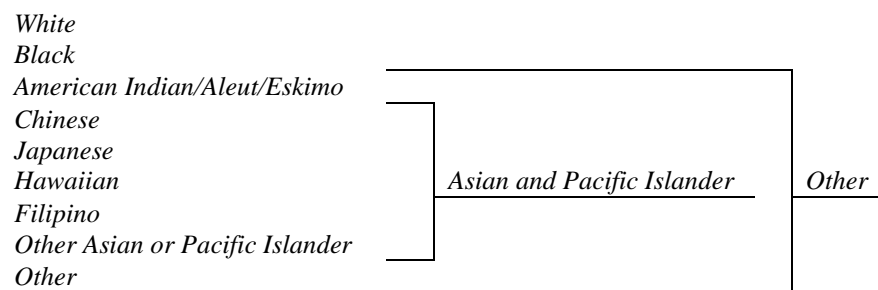 White
Black
American Indian/Aleut/Eskimo
Chinese
Japanese
Hawaiian Asian and Pacific Islander Other
Filipino
Other Asian or Pacific Islander
Other